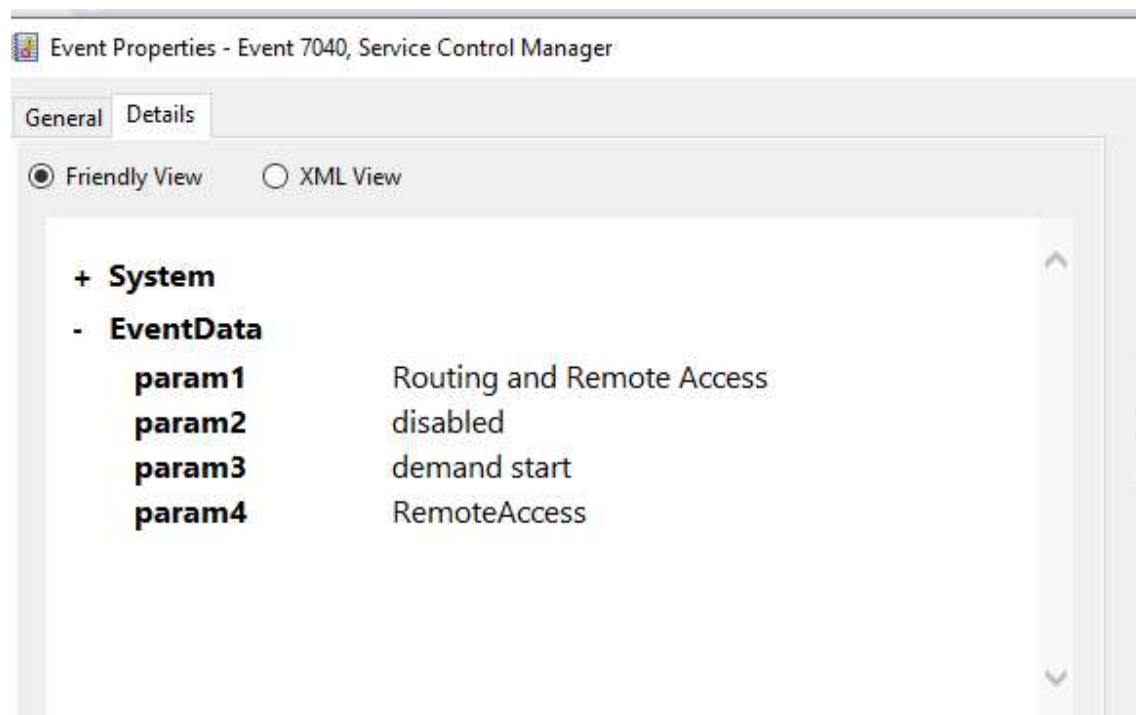 Event Properties - Event 7040, Service Control Manager
General Details
Friendly View XML View
+ System
- EventData
param1 Routing and Remote Access
param2 disabled
param3 demand start
param4 RemoteAccess